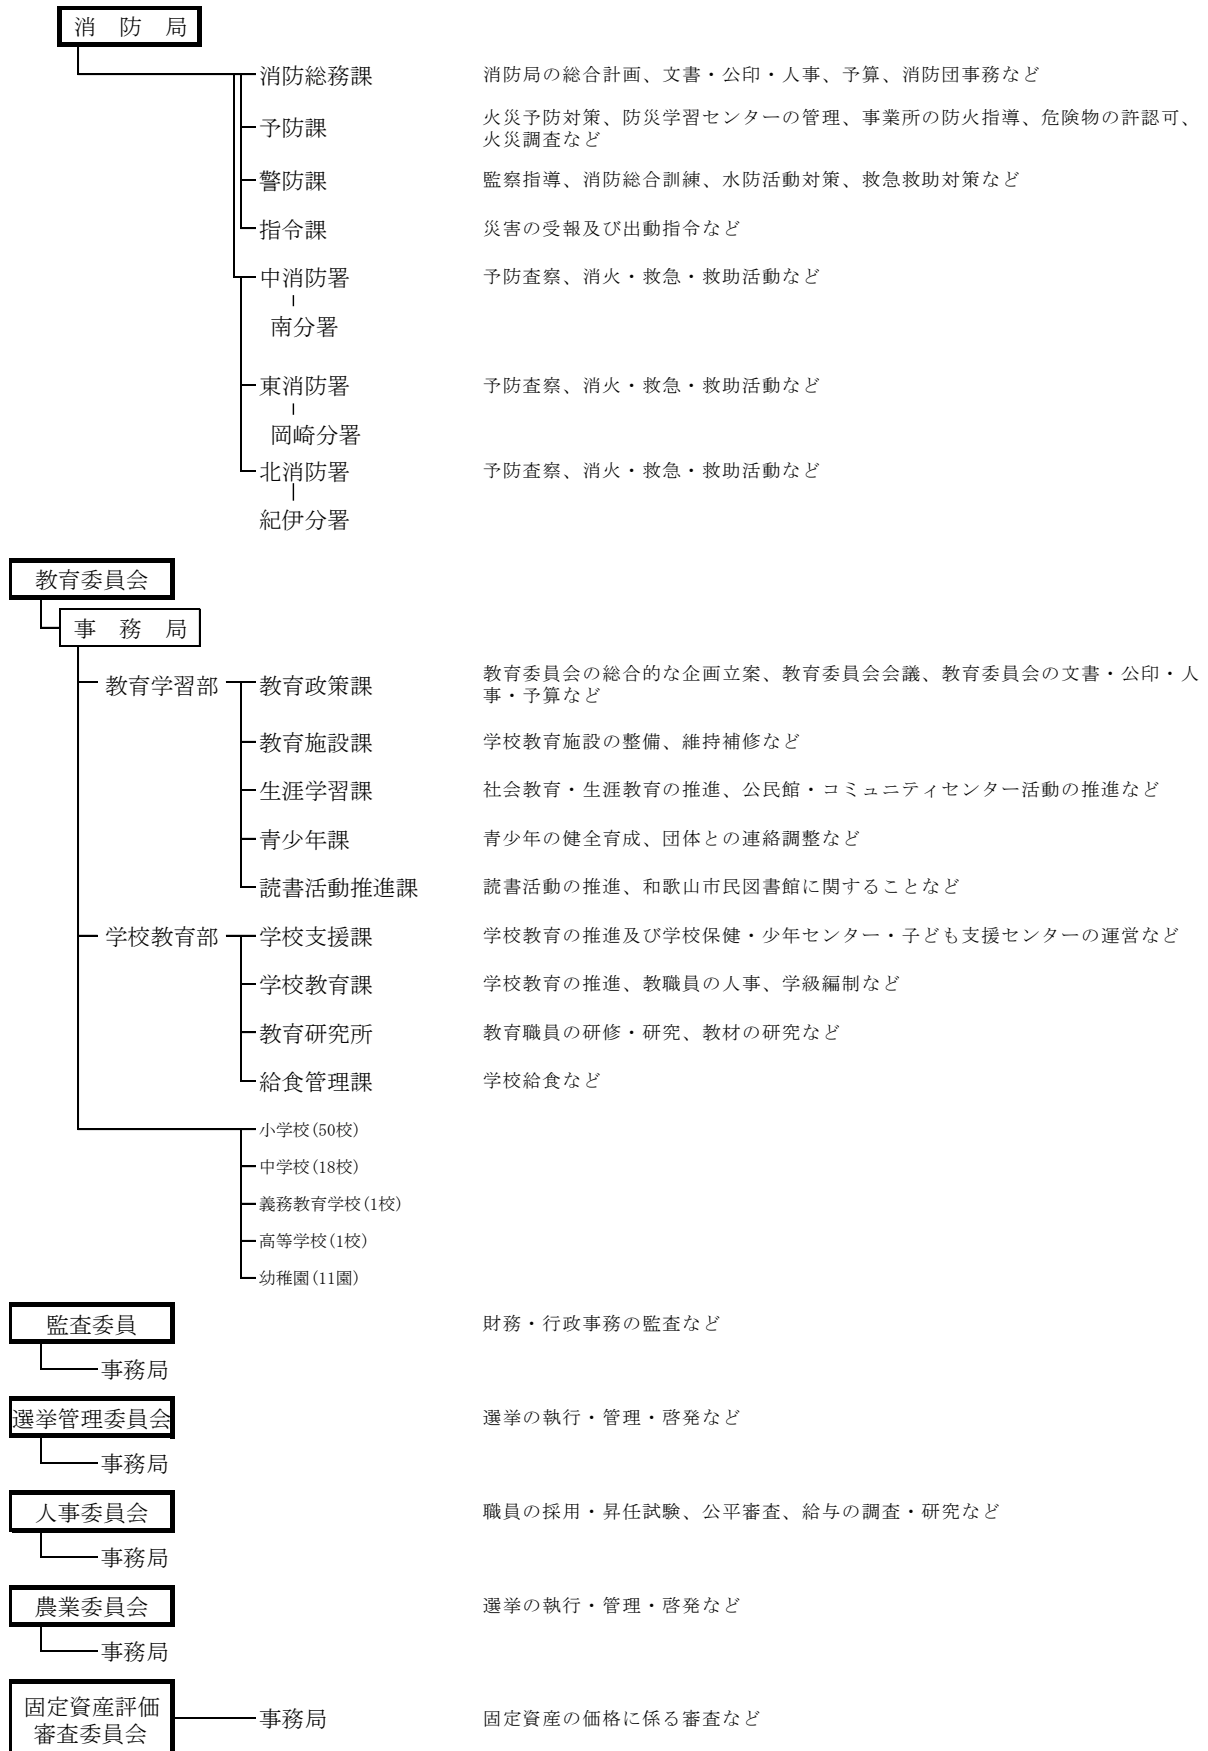 消 防 局
消防総務課 消防局の総合計画、文書・公印・人事、予算、消防団事務など
予防課 火災予防対策、防災学習センターの管理、事業所の防火指導、危険物の許認可、
火災調査など
警防課 監察指導、消防総合訓練、水防活動対策、救急救助対策など
指令課 災害の受報及び出動指令など
中消防署 予防査察、消火・救急・救助活動など
南分署
東消防署 予防査察、消火・救急・救助活動など
岡崎分署
北消防署 予防査察、消火・救急・救助活動など
紀伊分署
教育委員会
事 務 局
教育学習部 教育政策課 教育委員会の総合的な企画立案、教育委員会会議、教育委員会の文書・公印・人
事・予算など
教育施設課 学校教育施設の整備、維持補修など
生涯学習課 社会教育・生涯教育の推進、公民館・コミュニティセンター活動の推進など
青少年課 青少年の健全育成、団体との連絡調整など
読書活動推進課 読書活動の推進、和歌山市民図書館に関することなど
学校教育部 学校支援課 学校教育の推進及び学校保健・少年センター・子ども支援センターの運営など
学校教育課 学校教育の推進、教職員の人事、学級編制など
教育研究所 教育職員の研修・研究、教材の研究など
給食管理課 学校給食など
小学校(50校)
中学校(18校)
義務教育学校(1校)
高等学校(1校)
幼稚園(11園)
監査委員 財務・行政事務の監査など
事務局
選挙管理委員会 選挙の執行・管理・啓発など
事務局
人事委員会 職員の採用・昇任試験、公平審査、給与の調査・研究など
事務局
農業委員会 選挙の執行・管理・啓発など
事務局
固定資産評価
審査委員会 事務局 固定資産の価格に係る審査など